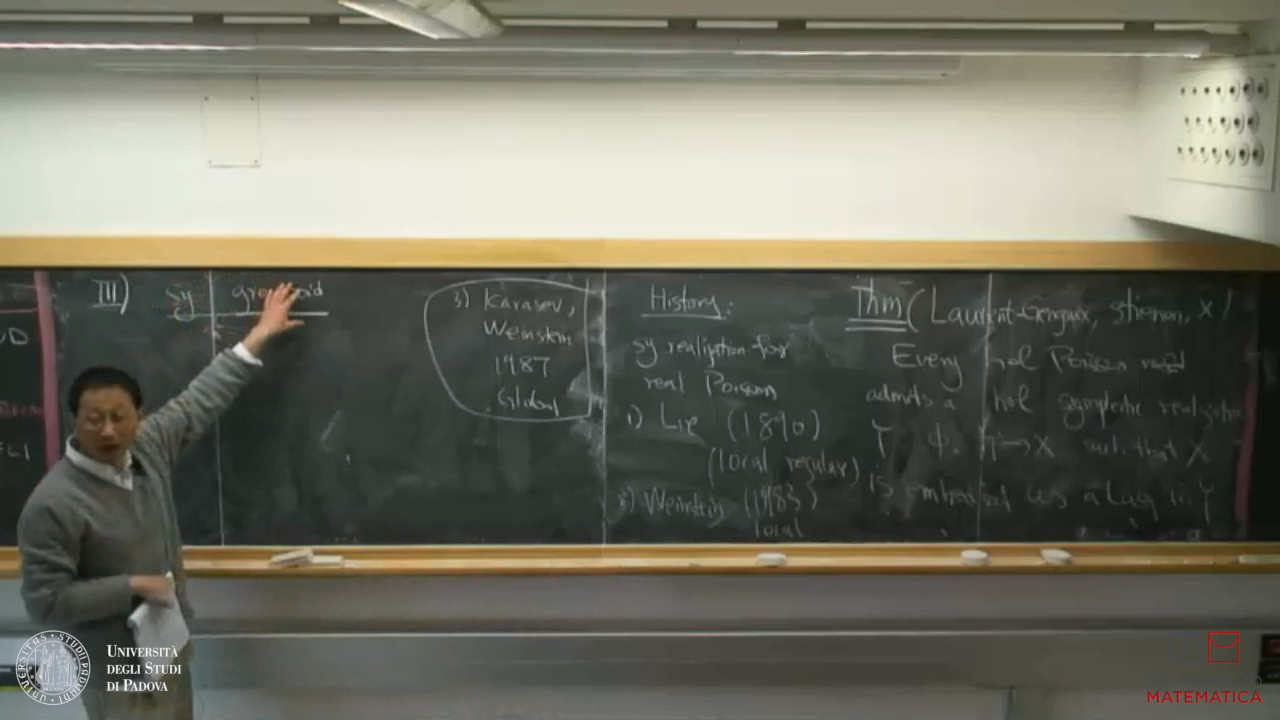 III) sy groupoid
3) Karasev,
Weinstein
1987
Global
History:
sy realization for
real Poisson
1) Lie (1890)
(local regular)
2) Weinstein (1983)
local
Thm (Laurent-Gengoux, Stienon, X)
Every hol Poisson mfd
admits a hol symplectic realization
Y Φ: Y → X such that X
is embedded as a Lag in Y
UNIVERSITÀ
DEGLI STUDI
DI PADOVA
MATEMATICA